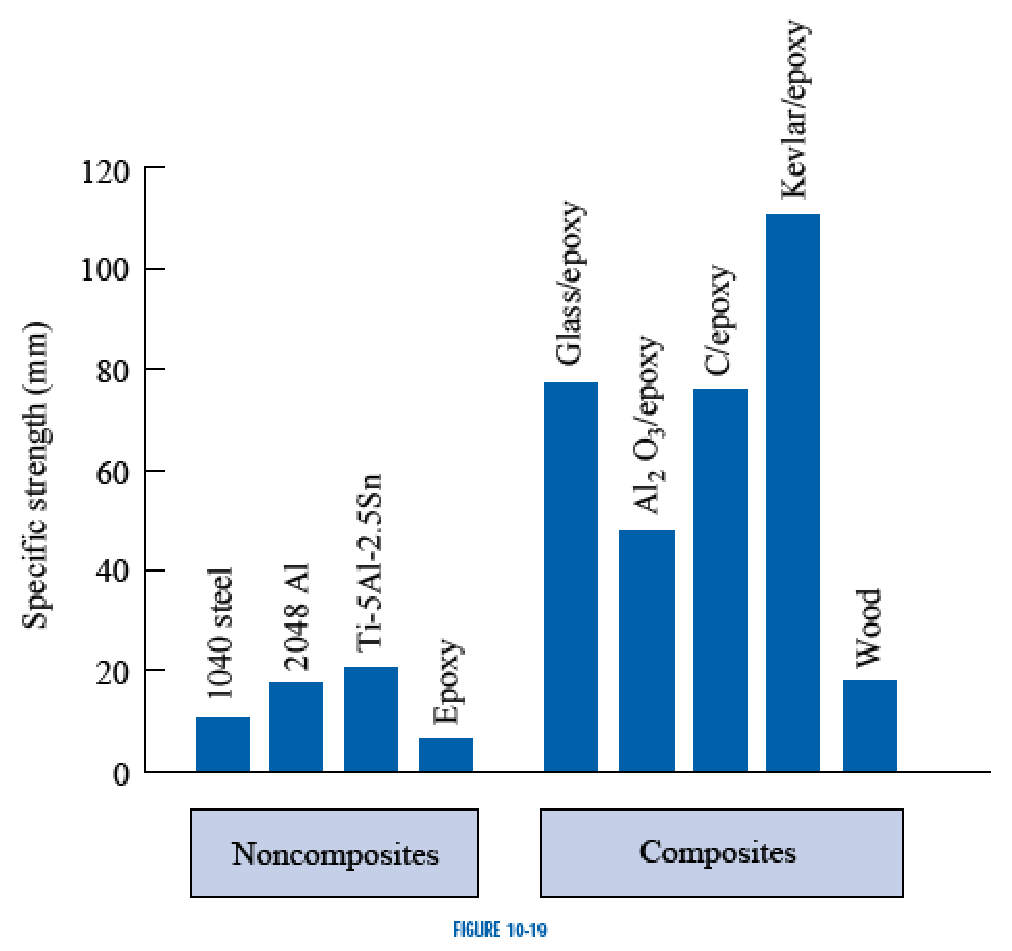 Specific strength (mm)
120
100
80
60
40
20
0
1040 steel
2048 Al
Ti-5Al-2.5Sn
Epoxy
Glass/epoxy
Al₂ O₃/epoxy
C/epoxy
Kevlar/epoxy
Wood
Noncomposites
Composites
FIGURE 10-19